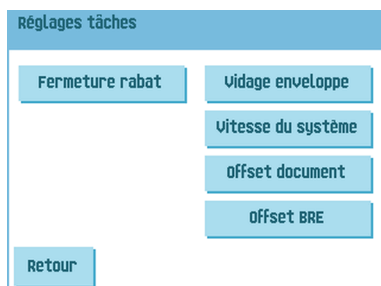 Réglages tâches
Fermeture rabat
Vidage enveloppe
Vitesse du système
Offset document
Offset BRE
Retour